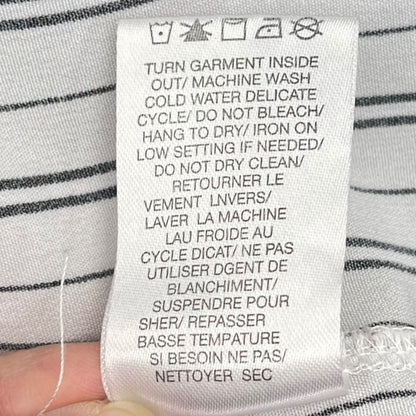 TURN GARMENT INSIDE
OUT/ MACHINE WASH
COLD WATER DELICATE
CYCLE/ DO NOT BLEACH/
HANG TO DRY/ IRON ON
LOW SETTING IF NEEDED/
DO NOT DRY CLEAN/
RETOURNER LE
VEMENT LNVERS/
LAVER LA MACHINE
LAU FROIDE AU
CYCLE DICAT/ NE PAS
UTILISER DGENT DE
BLANCHIMENT/
SUSPENDRE POUR
SHER/ REPASSER
BASSE TEMPATURE
SI BESOIN NE PAS/
NETTOYER SEC